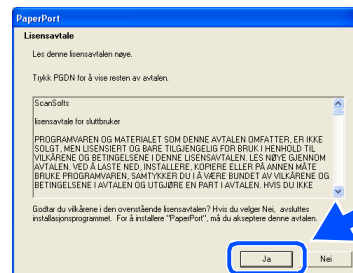 PaperPort
Lisensavtale
Les denne lisensavtalen nøye.
Trykk PGDN for å vise resten av avtalen.
ScanSofts
lisensavtale for sluttbruker
PROGRAMVAREN OG MATERIALET SOM DENNE AVTALEN OMFATTER, ER IKKE
SOLGT, MEN LISENSIERT OG BARE TILGJENGELIG FOR BRUK I HENHOLD TIL
VILKÅRENE OG BETINGELSENE I DENNE LISENSAVTALEN. LES NØYE GJENNOM
AVTALEN. VED Å LASTE NED, INSTALLERE, KOPIERE ELLER PÅ ANNEN MÅTE
BRUKE PROGRAMVAREN, SAMTYKKER DU I Å VÆRE BUNDET AV VILKÅRENE OG
BETINGELSENE I AVTALEN OG UTGJØRE EN PART I AVTALEN. HVIS DU IKKE
Godtar du vilkårene i den ovenstående lisensavtalen? Hvis du velger Nei, avsluttes
installasjonsprogrammet. For å installere "PaperPort", må du akseptere denne avtalen.
Ja
Nei